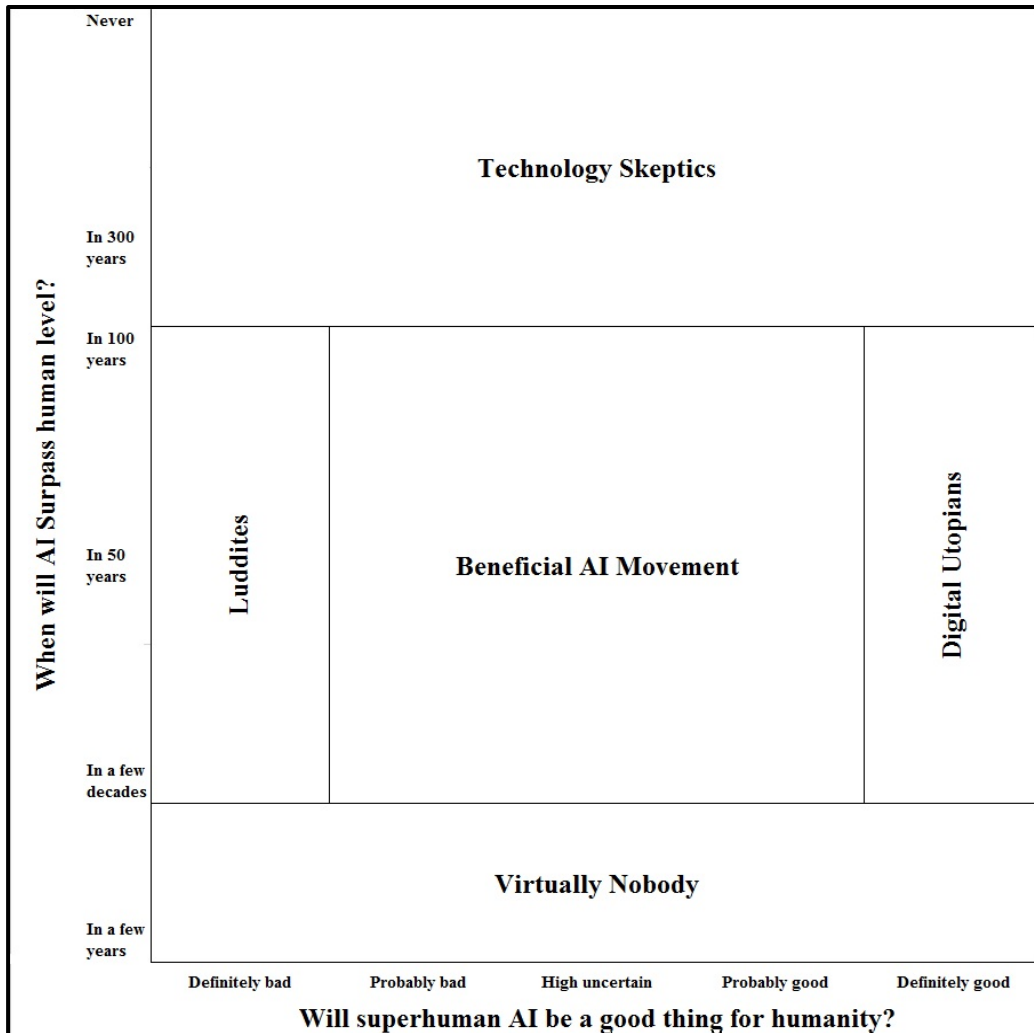 Never
Technology Skeptics
In 300
years
When will AI Surpass human level?
In 100
years
Luddites
In 50
years
Beneficial AI Movement
Digital Utopians
In a few
decades
Virtually Nobody
In a few
years
Definitely bad
Probably bad
High uncertain
Probably good
Definitely good
Will superhuman AI be a good thing for humanity?